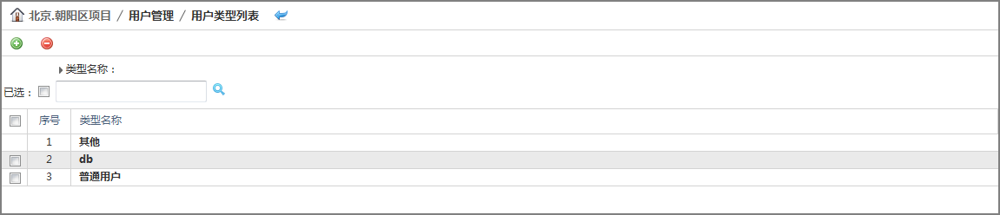 北京.朝阳区项目 / 用户管理 / 用户类型列表
类型名称：
已选：
序号 类型名称
1 其他
2 db
3 普通用户